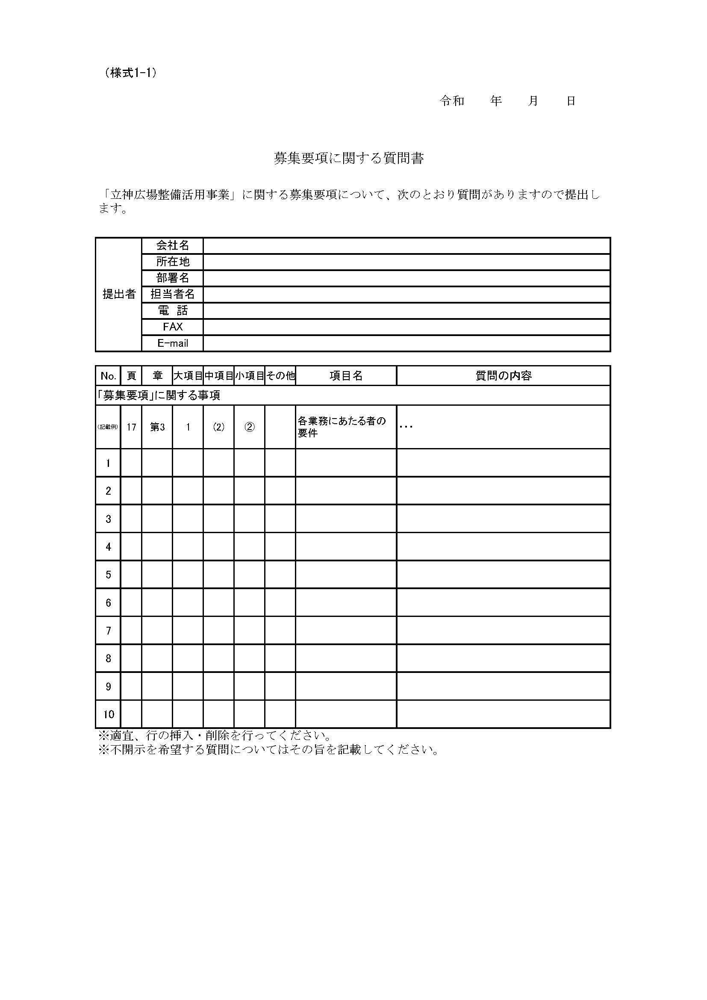 （様式1-1）
令和　　年　　月　　日
募集要項に関する質問書
「立神広場整備活用事業」に関する募集要項について、次のとおり質問がありますので提出し
ます。
提出者
会社名
所在地
部署名
担当者名
電　話
FAX
E-mail
No. 頁 章 大項目 中項目 小項目 その他 項目名 質問の内容
「募集要項」に関する事項
（記載例） 17 第3 1 (2) ② 各業務にあたる者の ・・・
要件
1
2
3
4
5
6
7
8
9
10
※適宜、行の挿入・削除を行ってください。
※不開示を希望する質問についてはその旨を記載してください。